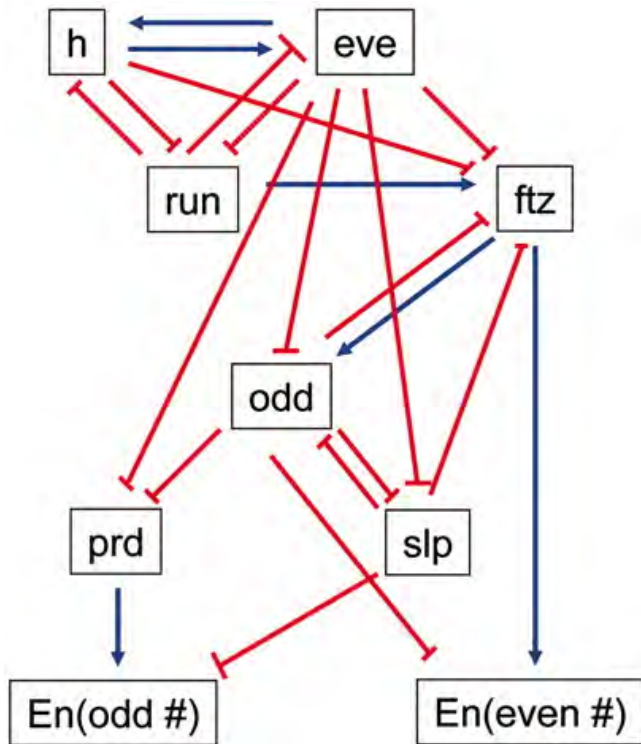 h
eve
run
ftz
odd
prd
slp
En(odd #)
En(even #)